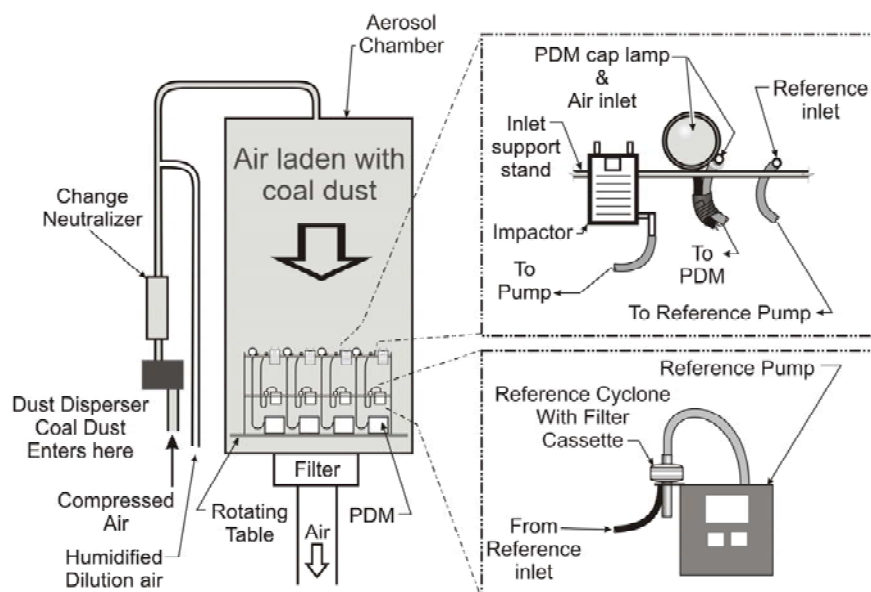 Aerosol
Chamber
Air laden with
coal dust
Change
Neutralizer
Dust Disperser
Coal Dust
Enters here
Compressed
Air
Humidified
Dilution air
Rotating
Table
Filter
Air
PDM
PDM cap lamp
&
Air inlet
Reference
inlet
Inlet
support
stand
Impactor
To
Pump
To
PDM
To Reference Pump
Reference Pump
Reference Cyclone
With Filter
Cassette
From
Reference
inlet